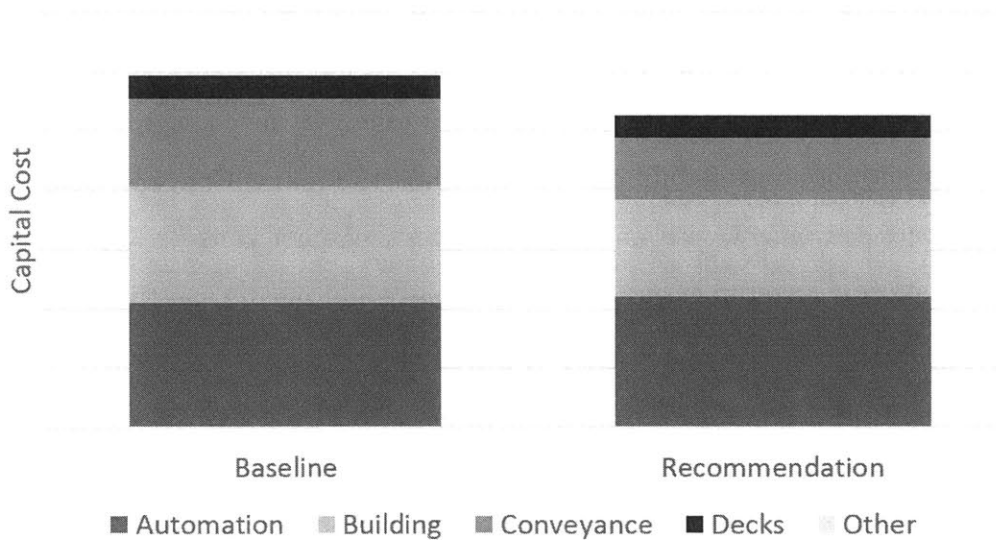 Capital Cost
Baseline
Recommendation
Automation
Building
Conveyance
Decks
Other